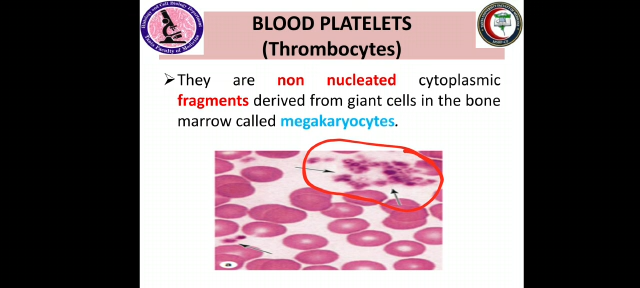 BLOOD PLATELETS
(Thrombocytes)
➤They are non nucleated cytoplasmic
fragments derived from giant cells in the bone
marrow called megakaryocytes.
a